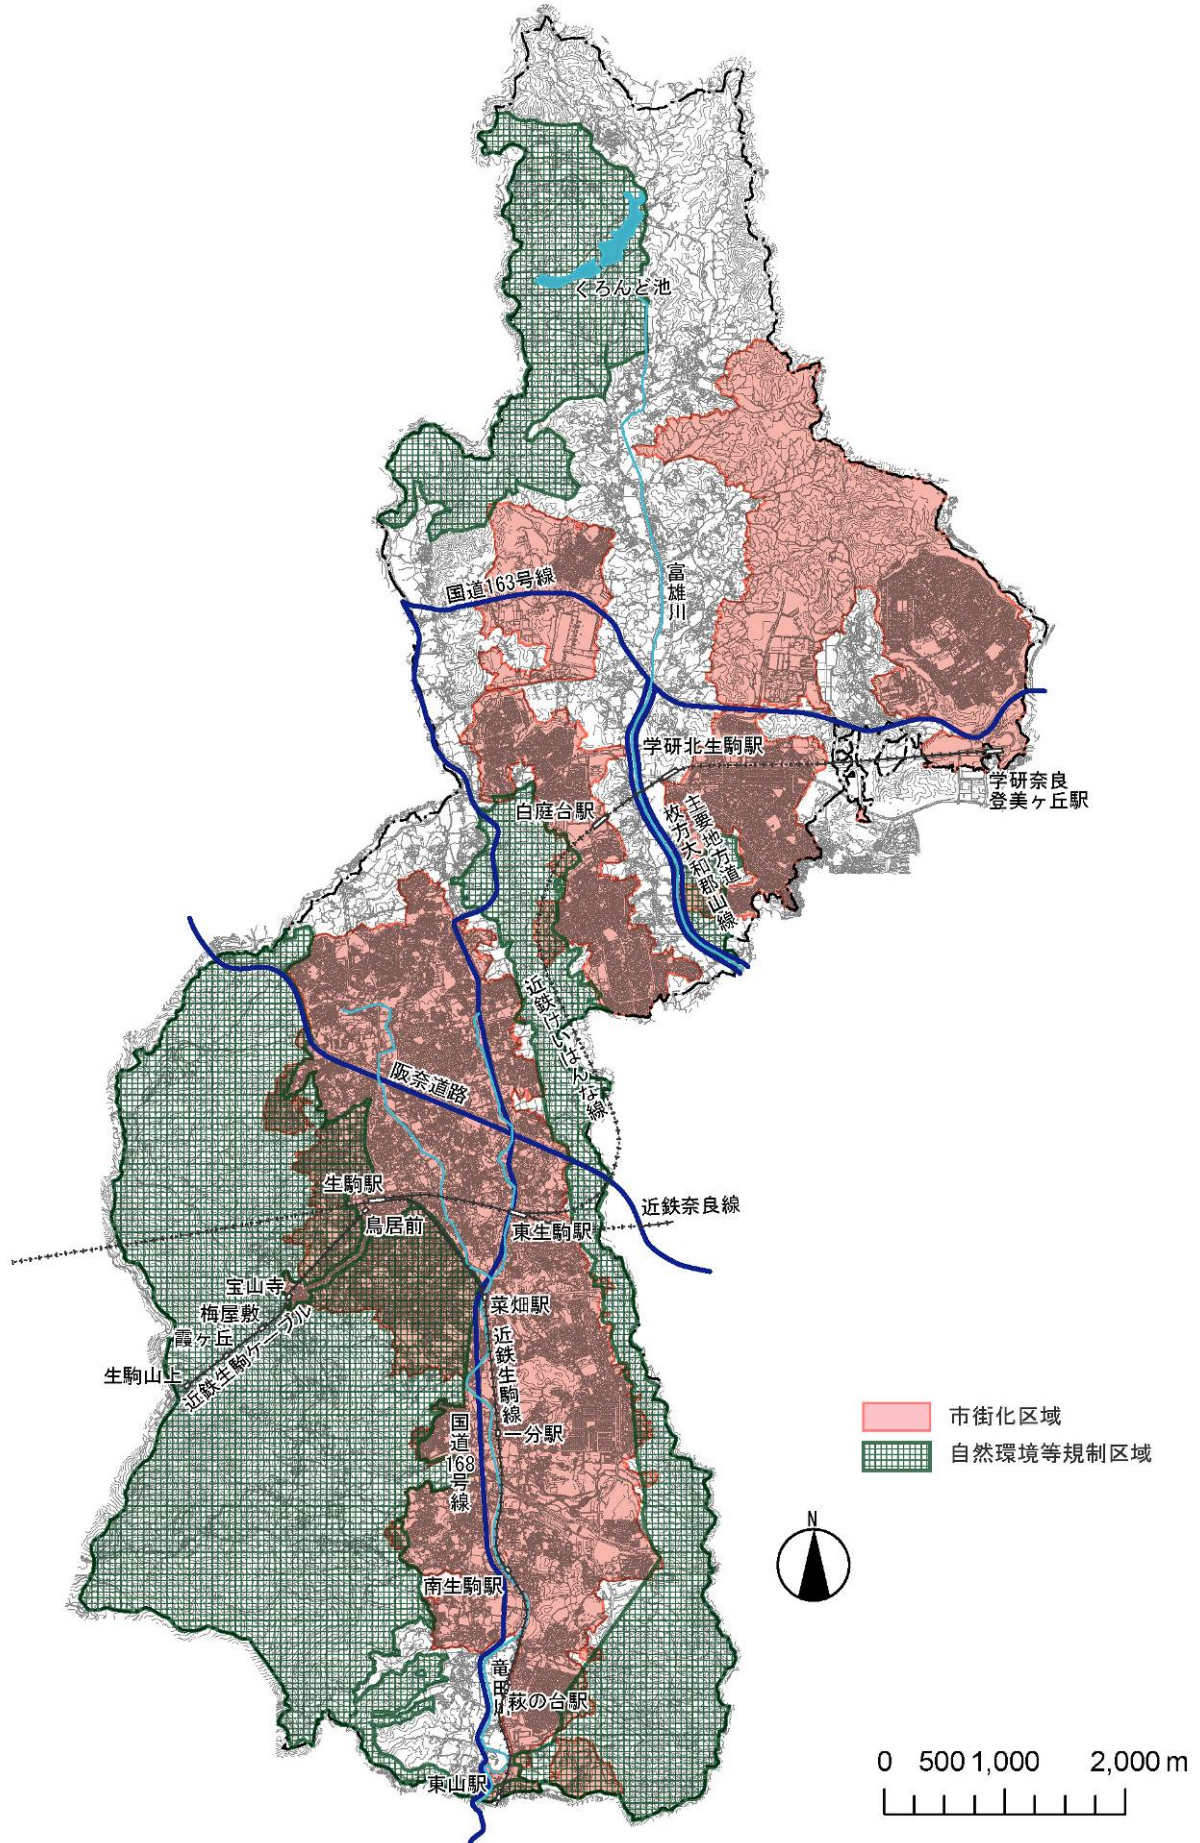 くろんど池
国道163号線
富雄川
学研北生駒駅
学研奈良
登美ヶ丘駅
白庭台駅
主要地方道
枚方大和郡山線
近鉄けいはんな線
阪奈道路
生駒駅
鳥居前
東生駒駅
近鉄奈良線
宝山寺
梅屋敷
霞ヶ丘
生駒山上
近鉄生駒ケーブル
菜畑駅
近鉄生駒線
一分駅
国道168号線
市街化区域
自然環境等規制区域
N
南生駒駅
竜田川
萩の台駅
東山駅
0 500 1,000 2,000 m